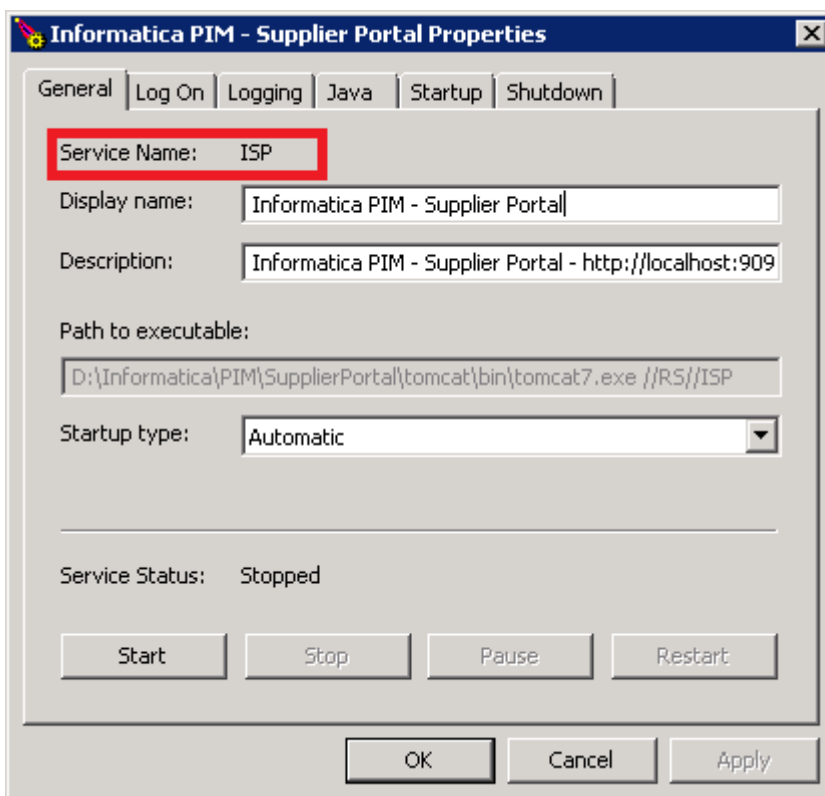 Informatica PIM - Supplier Portal Properties
General Log On Logging Java Startup Shutdown
Service Name: ISP
Display name: Informatica PIM - Supplier Portal
Description: Informatica PIM - Supplier Portal - http://localhost:909
Path to executable:
D:\Informatica\PIM\SupplierPortal\tomcat\bin\tomcat7.exe //RS//ISP
Startup type: Automatic
Service Status: Stopped
Start Stop Pause Restart
OK Cancel Apply